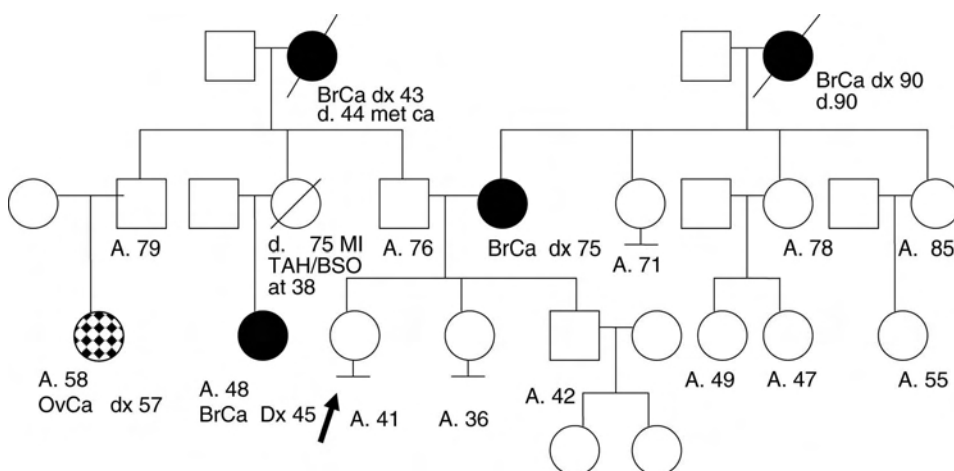 BrCa dx 43
d. 44 met ca
BrCa dx 90
d.90
A. 79
d. 75 MI
TAH/BSO
at 38
A. 76
BrCa dx 75
A. 71
A. 78
A. 85
A. 58
OvCa dx 57
A. 48
BrCa Dx 45
A. 41
A. 36
A. 42
A. 49
A. 47
A. 55